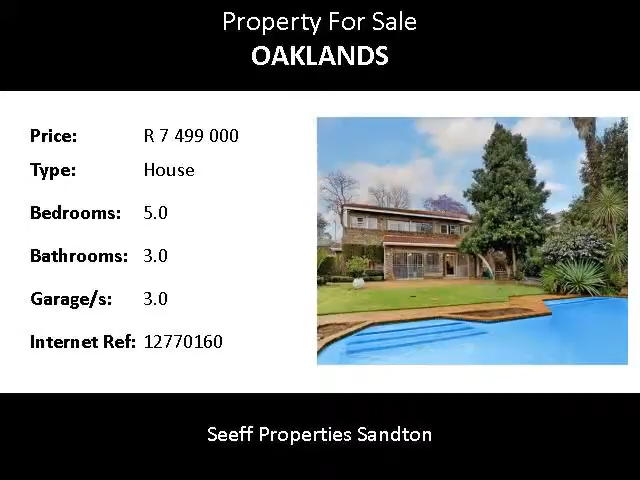 Property For Sale
OAKLANDS
Price: R 7 499 000
Type: House
Bedrooms: 5.0
Bathrooms: 3.0
Garage/s: 3.0
Internet Ref: 12770160
Seeff Properties Sandton